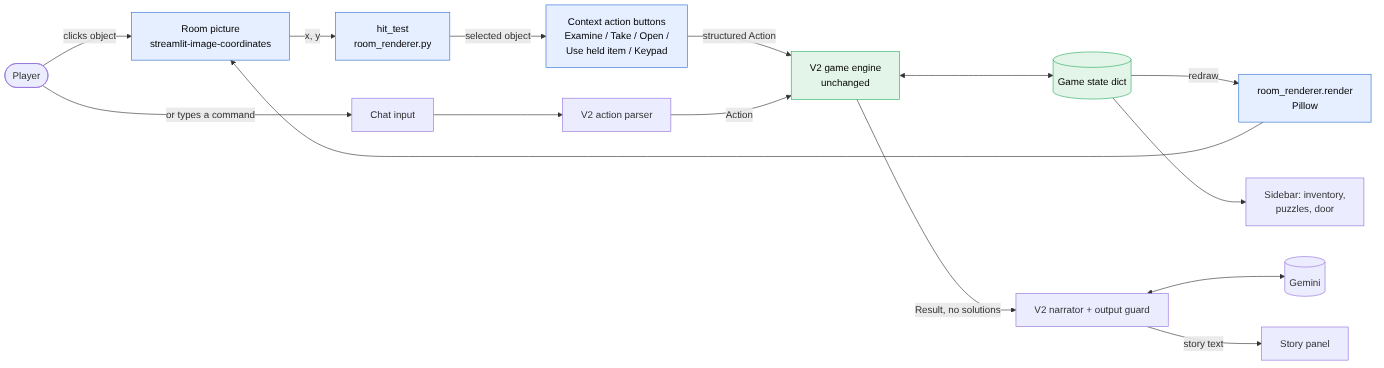 Player
clicks object
or types a command
Room picture
streamlit-image-coordinates
x, y
hit_test
room_renderer.py
selected object
Context action buttons
Examine / Take / Open /
Use held item / Keypad
structured Action
Chat input
V2 action parser
Action
V2 game engine
unchanged
Game state dict
redraw
room_renderer.render
Pillow
Sidebar: inventory,
puzzles, door
Result, no solutions
V2 narrator + output guard
Gemini
story text
Story panel